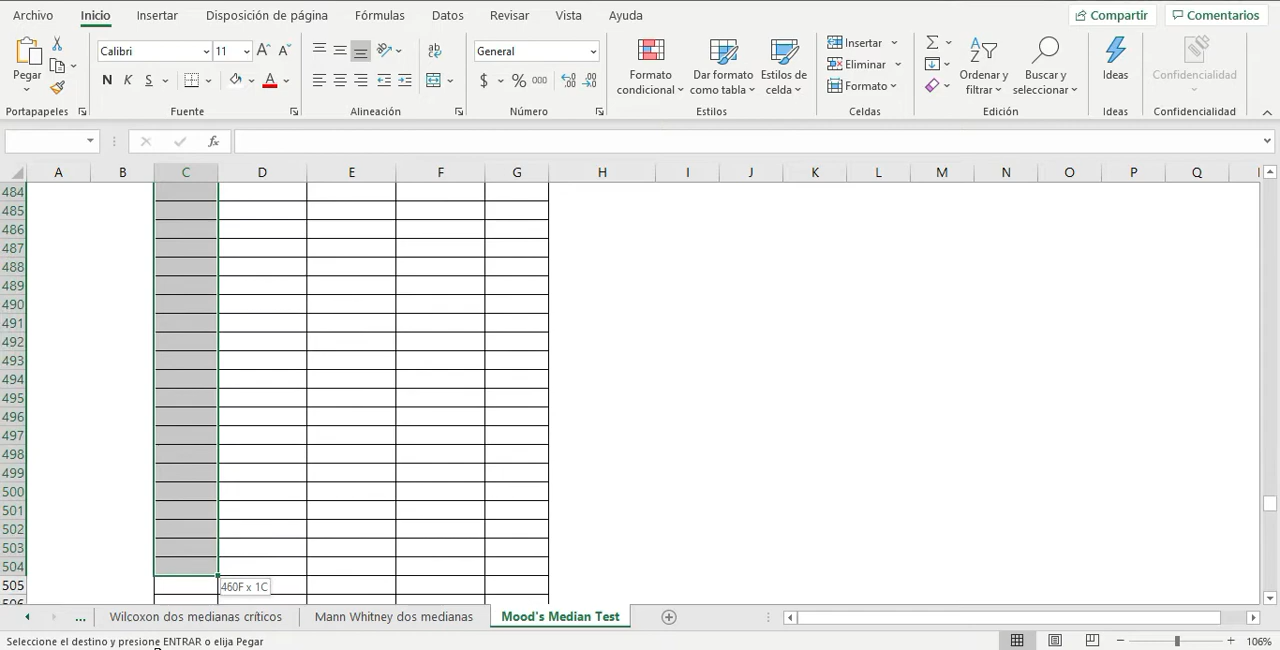 Archivo Inicio Insertar Disposición de página Fórmulas Datos Revisar Vista Ayuda Compartir Comentarios
Pegar
Calibri 11
N K S
A
General
$ % 000
Formato condicional
Dar formato como tabla
Estilos de celda
Insertar
Eliminar
Formato
Ordenar y filtrar
Buscar y seleccionar
Ideas
Confidencialidad
Portapapeles Fuente Alineación Número Estilos Celdas Edición Ideas Confidencialidad
fx
A B C D E F G H I J K L M N O P Q
484
485
486
487
488
489
490
491
492
493
494
495
496
497
498
499
500
501
502
503
504
505
460F x 1C
506
... Wilcoxon dos medianas críticos Mann Whitney dos medianas Mood's Median Test
Seleccione el destino y presione ENTRAR o elija Pegar 106%